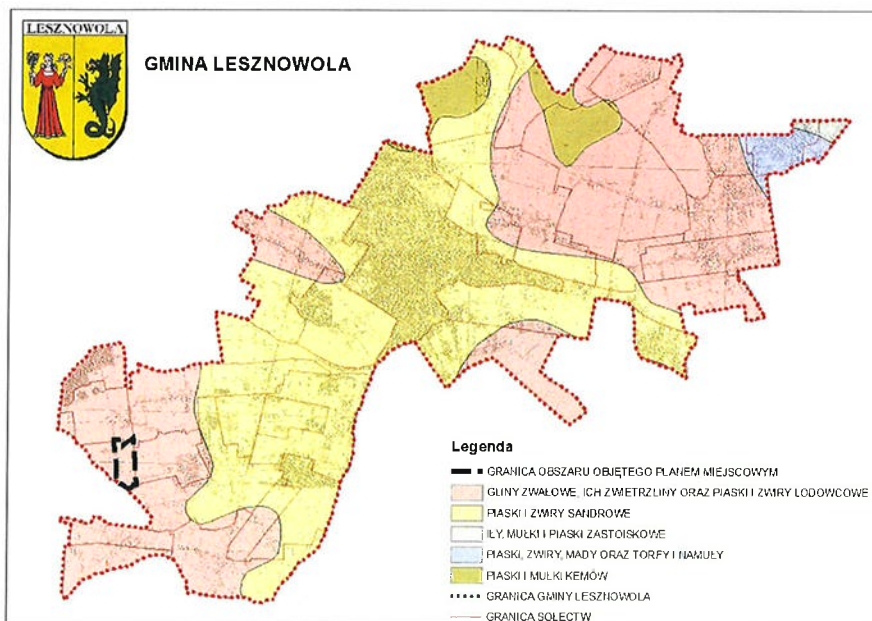 LESZNOWOLA
GMINA LESZNOWOLA
Legenda
GRANICA OBSZARU OBJĘTEGO PLANEM MIEJSCOWYM
GLINY ZWAŁOWE, ICH ZWIETRZLINY ORAZ PIASKI I ŻWIRY LODOWCOWE
PIASKI I ŻWIRY SANDROWE
IŁY, MUŁKI I PIASKI ZASTOISKOWE
PIASKI, ŻWIRY, MADY ORAZ TORFY I NAMUŁY
PIASKI I MUŁKI KEMÓW
GRANICA GMINY LESZNOWOLA
GRANICA SOŁECTW